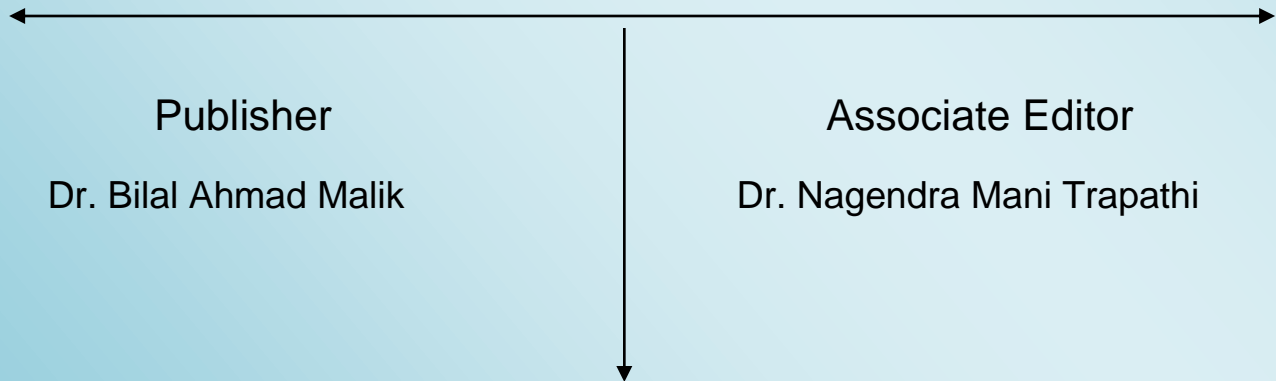 Publisher
Dr. Bilal Ahmad Malik
Associate Editor
Dr. Nagendra Mani Trapathi